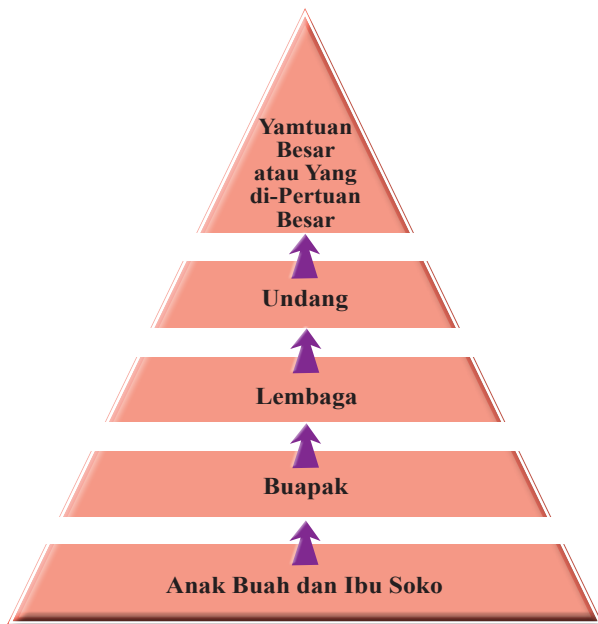 Yamtuan
Besar
atau Yang
di-Pertuan
Besar
Undang
Lembaga
Buapak
Anak Buah dan Ibu Soko